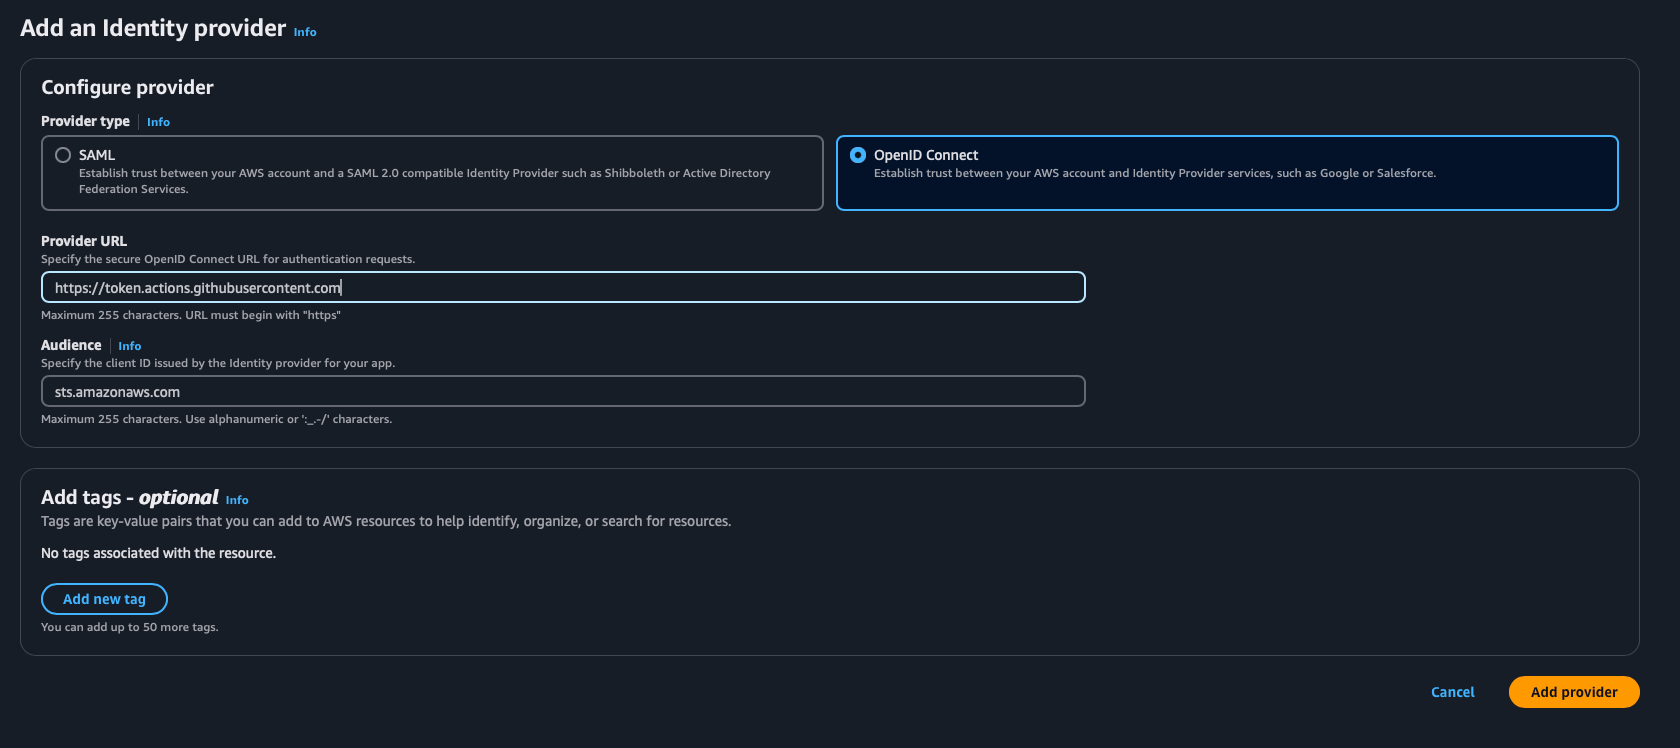 Add an Identity provider Info
Configure provider
Provider type Info
SAML
Establish trust between your AWS account and a SAML 2.0 compatible Identity Provider such as Shibboleth or Active Directory
Federation Services.
OpenID Connect
Establish trust between your AWS account and Identity Provider services, such as Google or Salesforce.
Provider URL
Specify the secure OpenID Connect URL for authentication requests.
https://token.actions.githubusercontent.com
Maximum 255 characters. URL must begin with "https"
Audience Info
Specify the client ID issued by the Identity provider for your app.
sts.amazonaws.com
Maximum 255 characters. Use alphanumeric or ':_.-/' characters.
Add tags - optional Info
Tags are key-value pairs that you can add to AWS resources to help identify, organize, or search for resources.
No tags associated with the resource.
Add new tag
You can add up to 50 more tags.
Cancel Add provider